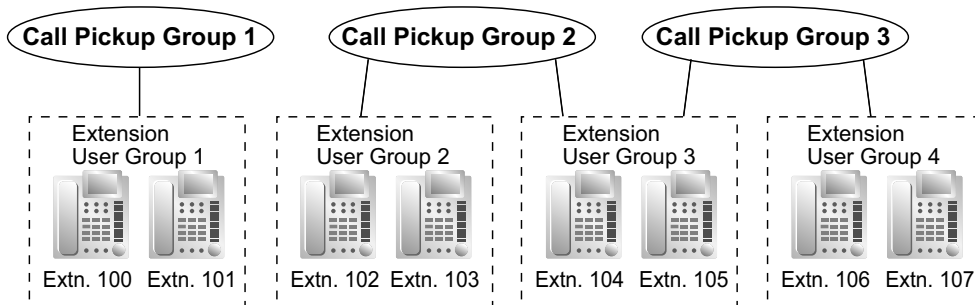 Call Pickup Group 1
Call Pickup Group 2
Call Pickup Group 3
Extension
User Group 1
Extension
User Group 2
Extension
User Group 3
Extension
User Group 4
Extn. 100
Extn. 101
Extn. 102
Extn. 103
Extn. 104
Extn. 105
Extn. 106
Extn. 107